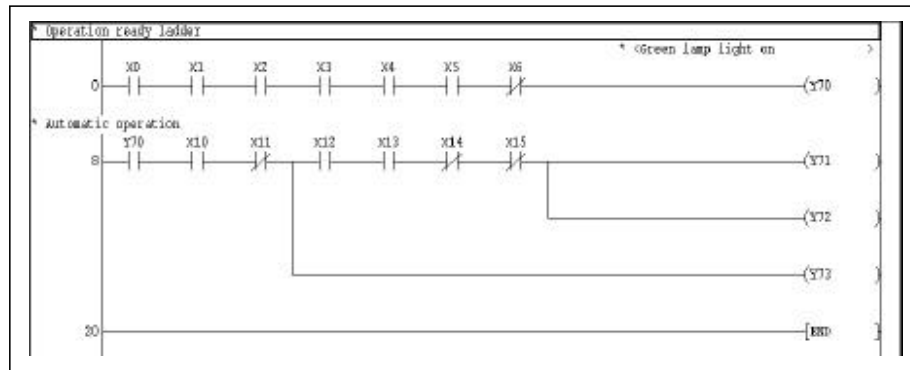 * Operation ready ladder
* <Green lamp light on >
X0 X1 X2 X3 X4 X5 X6
0 (Y70 )
* Automatic operation
Y70 X10 X11 X12 X13 X14 X15
8 (Y71 )
(Y72 )
(Y73 )
20 [END ]